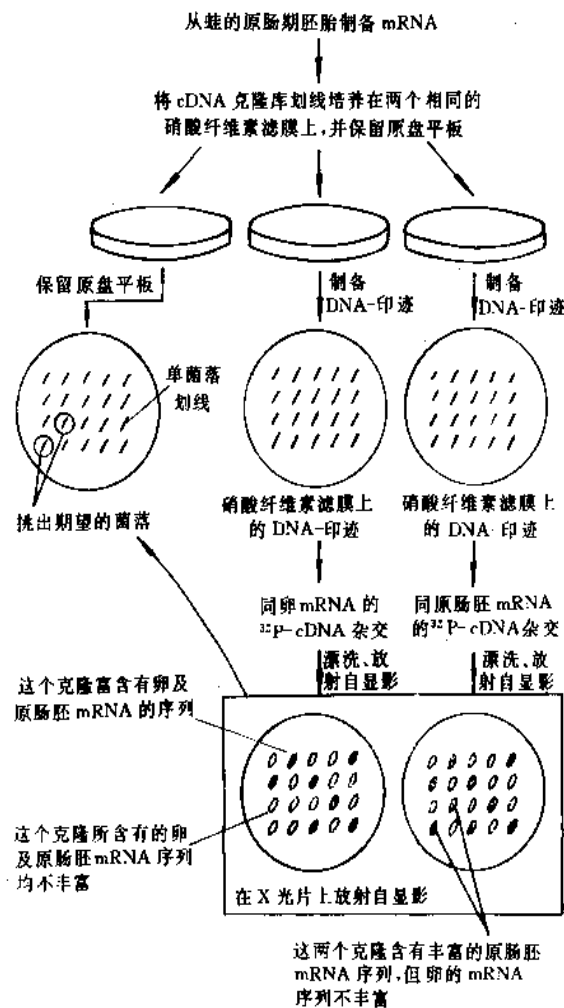 从蛙的原肠期胚胎制备 mRNA
将 cDNA 克隆库划线培养在两个相同的
硝酸纤维素滤膜上,并保留原盘平板
保留原盘平板
制备
DNA-印迹
制备
DNA-印迹
单菌落
划线
挑出期望的菌落
硝酸纤维素滤膜上
的 DNA-印迹
硝酸纤维素滤膜上
的 DNA-印迹
同卵 mRNA 的
³²P-cDNA 杂交
同原肠胚 mRNA
的³²P-cDNA杂交
漂洗、放
射自显影
漂洗、放
射自显影
这个克隆富含有卵及
原肠胚 mRNA 的序列
这个克隆所含有的卵
及原肠胚mRNA 序列
均不丰富
在 X 光片上放射自显影
这两个克隆含有丰富的原肠胚
mRNA 序列,但卵的 mRNA
序列不丰富